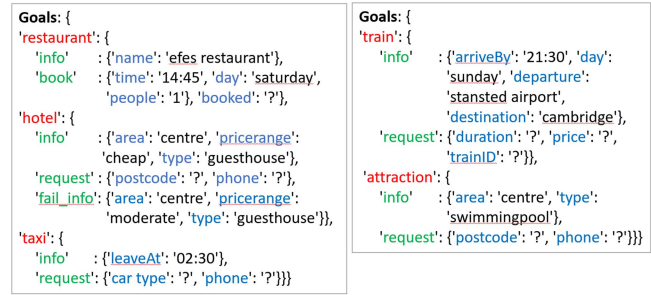 Goals: {
'restaurant': {
'info' : {'name': 'efes restaurant'},
'book' : {'time': '14:45', 'day': 'saturday',
'people': '1'}, 'booked': '?'},
'hotel': {
'info' : {'area': 'centre', 'pricerange':
'cheap', 'type': 'guesthouse'},
'request' : {'postcode': '?', 'phone': '?'},
'fail_info': {'area': 'centre', 'pricerange':
'moderate', 'type': 'guesthouse'}},
'taxi': {
'info' : {'leaveAt': '02:30'},
'request': {'car type': '?', 'phone': '?'}}}
Goals: {
'train': {
'info' : {'arriveBy': '21:30', 'day':
'sunday', 'departure':
'stansted airport',
'destination': 'cambridge'},
'request': {'duration': '?', 'price': '?',
'trainID': '?'}},
'attraction': {
'info' : {'area': 'centre', 'type':
'swimmingpool'},
'request': {'postcode': '?', 'phone': '?'}}}